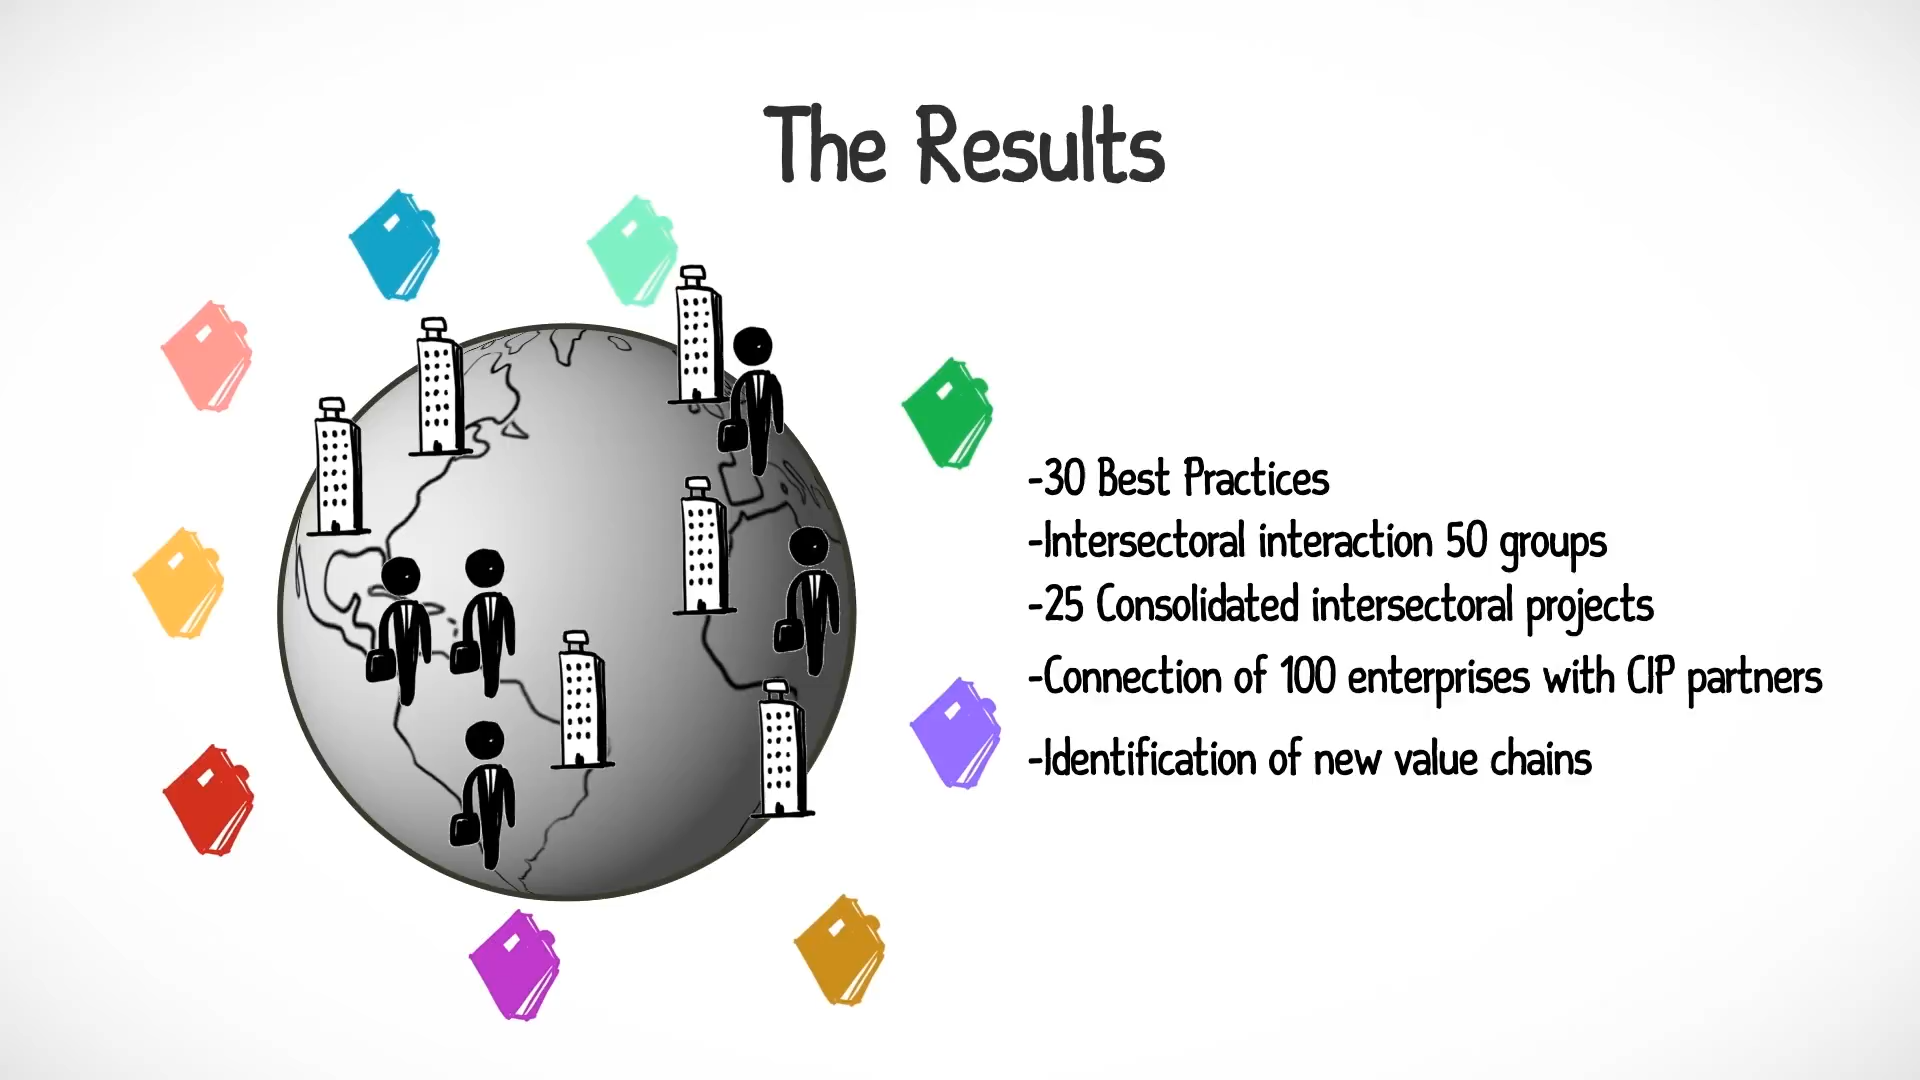 The Results
-30 Best Practices
-Intersectoral interaction 50 groups
-25 Consolidated intersectoral projects
-Connection of 100 enterprises with CIP partners
-Identification of new value chains